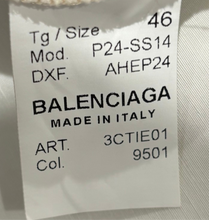 Tg / Size 46
Mod. P24-SS14
DXF. AHEP24
BALENCIAGA
MADE IN ITALY
ART. 3CTIE01
Col. 9501